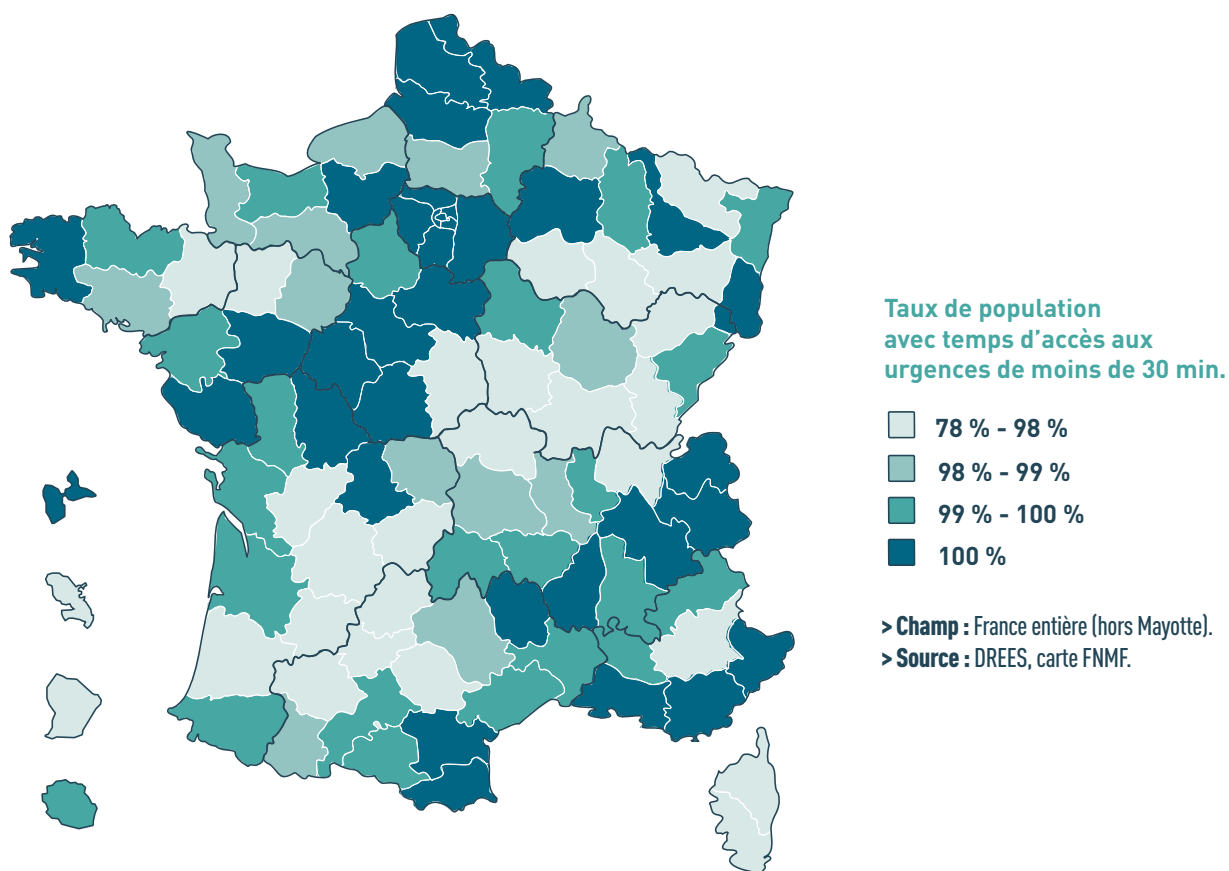 Taux de population
avec temps d’accès aux
urgences de moins de 30 min.
78 % - 98 %
98 % - 99 %
99 % - 100 %
100 %
> Champ : France entière (hors Mayotte).
> Source : DREES, carte FNMF.